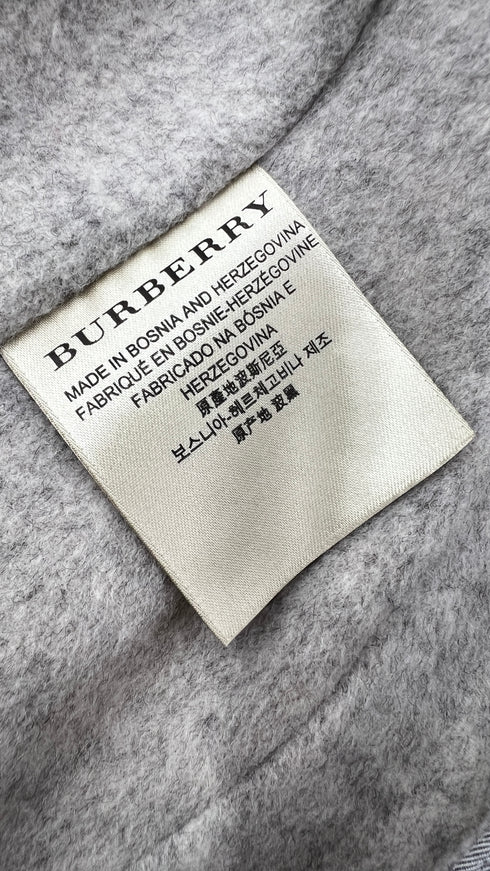 BURBERRY
MADE IN BOSNIA AND HERZEGOVINA
FABRIQUÉ EN BOSNIE-HERZÉGOVINE
FABRICADO NA BÓSNIA E
HERZEGOVINA
原產地波斯尼亞
보스니아-헤르체고비나 제조
原产地 波黑